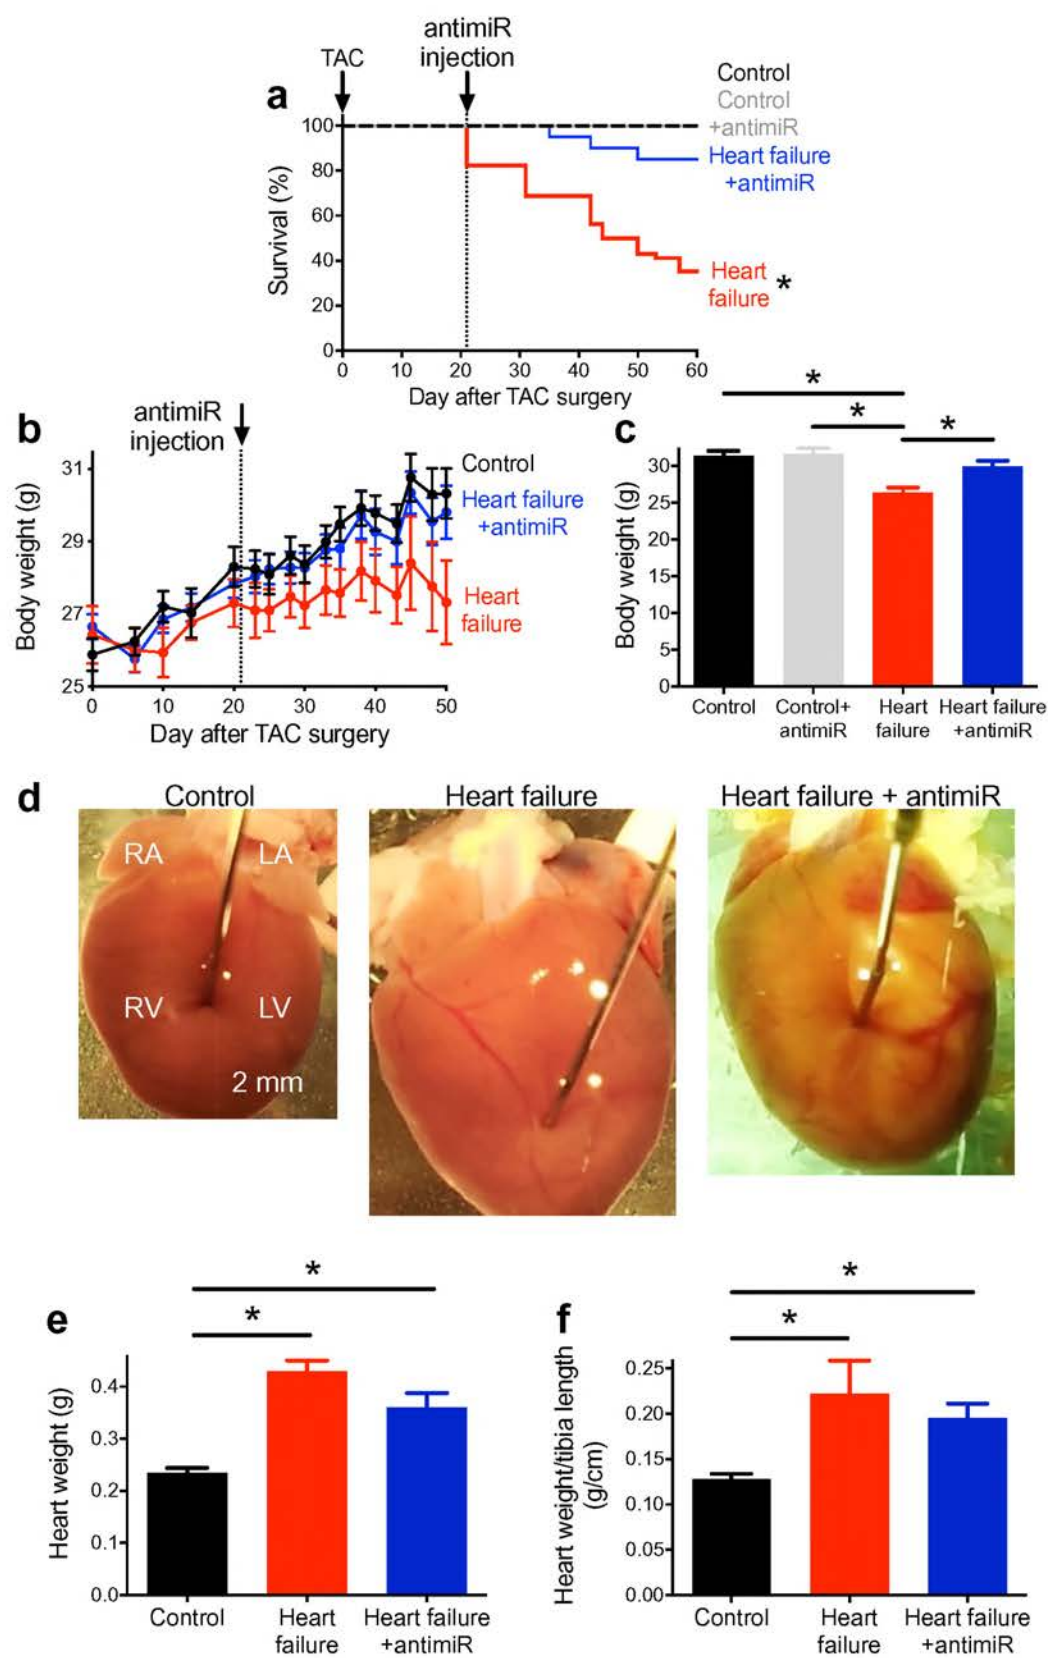 TAC
antimiR
injection
a
Control
Control
+antimiR
Heart failure
+antimiR
Heart
failure
*
Survival (%)
100
80
60
40
20
0
0 10 20 30 40 50 60
Day after TAC surgery
b
antimiR
injection
Control
Heart failure
+antimiR
Heart
failure
Body weight (g)
31
29
27
25
0 10 20 30 40 50
Day after TAC surgery
c
*
*
*
Body weight (g)
30
25
20
15
10
5
0
Control
Control+
antimiR
Heart
failure
Heart failure
+antimiR
d
Control
Heart failure
Heart failure + antimiR
RA LA
RV LV
2 mm
e
*
*
Heart weight (g)
0.4
0.3
0.2
0.1
0.0
Control
Heart
failure
Heart failure
+antimiR
f
*
*
Heart weight/tibia length
(g/cm)
0.25
0.20
0.15
0.10
0.05
0.00
Control
Heart
failure
Heart failure
+antimiR